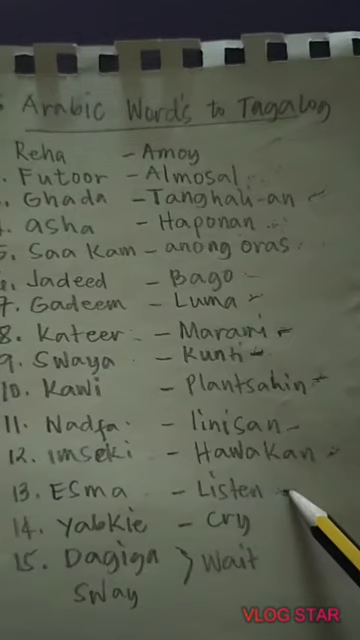 Arabic Word's to Tagalog
Reha - Amoy
Futoor - Almosal
Ghada - Tanghali-an
asha - Haponan
5. Saa Kam - anong oras
Jadeed - Bago
7. Gadeem - Luma
8. Kateer - Marami
9. Swaya - Kunti
10. Kawi - Plantsahin
11. Nadfa - linisan
12. imseki - Hawakan
13. Esma - Listen
14. Yabkie - Cry
15. Dagiga } Wait
Sway
VLOG STAR